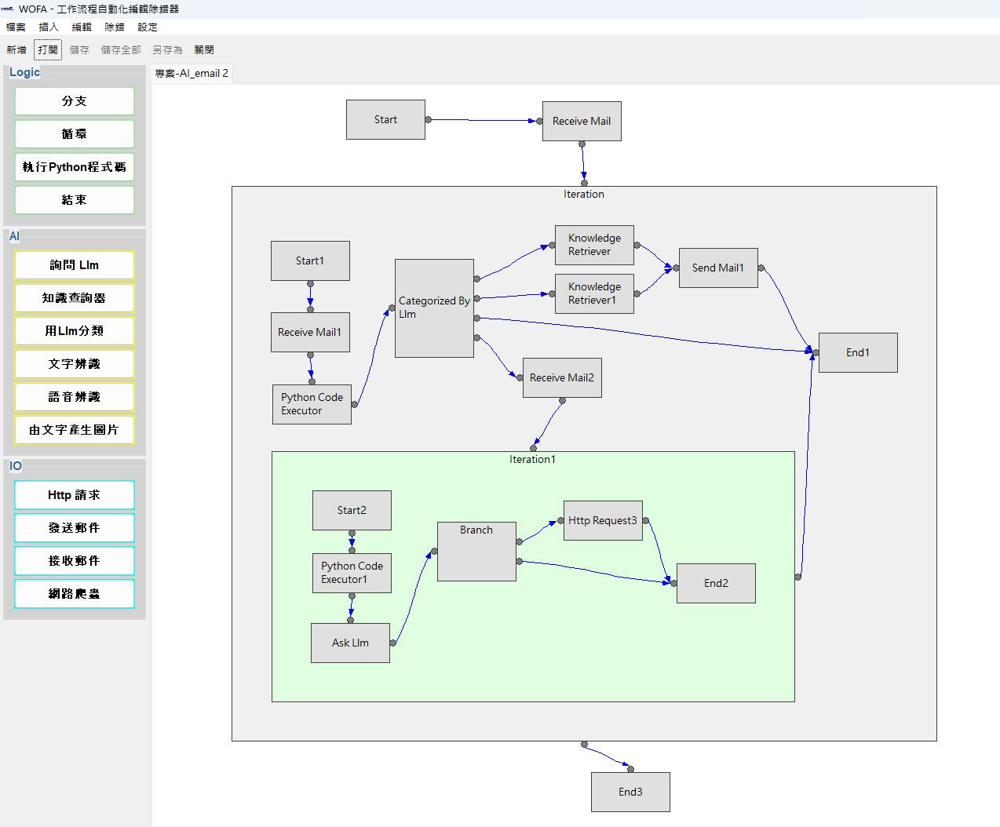 WOFA - 工作流程自動化編輯除錯器
檔案 插入 編輯 除錯 設定
新增 打開 儲存 儲存全部 另存為 關閉
Logic
分支
循環
執行Python程式碼
結束
AI
詢問 Llm
知識查詢器
用Llm分類
文字辨識
語音辨識
由文字產生圖片
IO
Http 請求
發送郵件
接收郵件
網路爬蟲
專案-AI_email 2
Start
Receive Mail
Iteration
Start1
Receive Mail1
Python Code
Executor
Categorized By
Llm
Knowledge
Retriever
Knowledge
Retriever1
Send Mail1
End1
Receive Mail2
Iteration1
Start2
Python Code
Executor1
Ask Llm
Branch
Http Request3
End2
End3